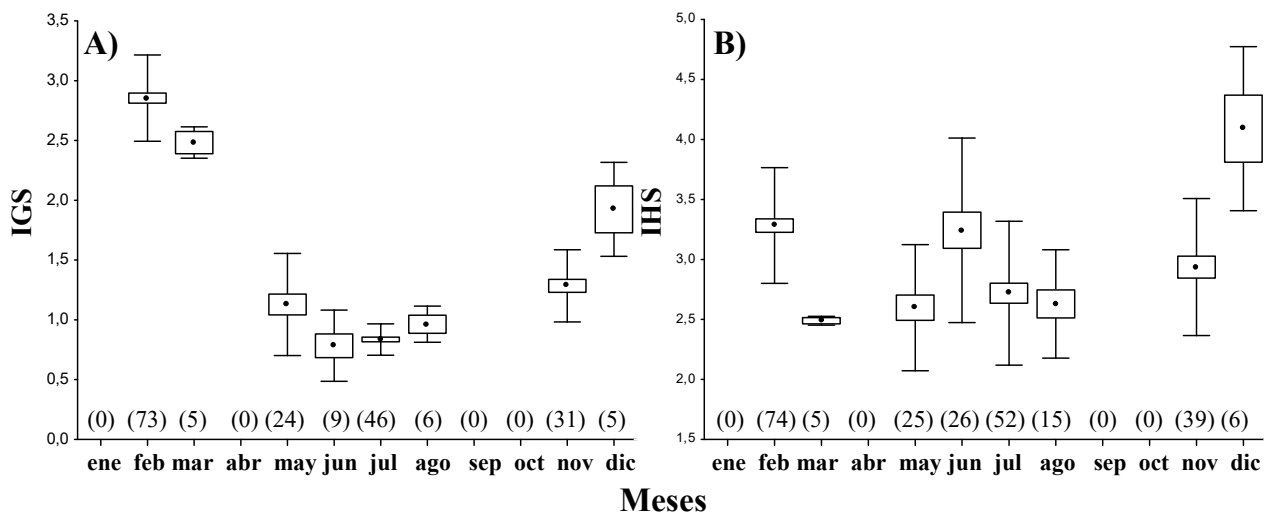 A)
3,5
3,0
2,5
2,0
1,5
1,0
0,5
0,0
IGS
(0) (73) (5) (0) (24) (9) (46) (6) (0) (0) (31) (5)
ene feb mar abr may jun jul ago sep oct nov dic
B)
5,0
4,5
4,0
3,5
3,0
2,5
2,0
1,5
IHS
(0) (74) (5) (0) (25) (26) (52) (15) (0) (0) (39) (6)
ene feb mar abr may jun jul ago sep oct nov dic
Meses